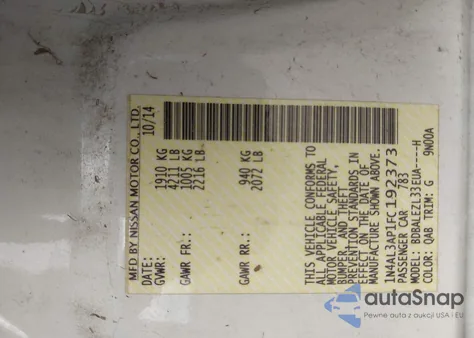 MFD BY NISSAN MOTOR CO., LTD.
DATE: 10/14
GVWR: 1910 KG
4211 LB
GAWR FR.: 1005 KG
2216 LB
GAWR RR.: 940 KG
2072 LB
THIS VEHICLE CONFORMS TO
ALL APPLICABLE FEDERAL
MOTOR VEHICLE SAFETY,
BUMPER, AND THEFT
PREVENTION STANDARDS IN
EFFECT ON THE DATE OF
MANUFACTURE SHOWN ABOVE.
1N4AL3AP1FC192373
PASSENGER CAR 783
MODEL: BDBALEZL33EUA----H
COLOR: QAB TRIM: G 9N00A
autaSnap
Pewne auta z aukcji USA i EU